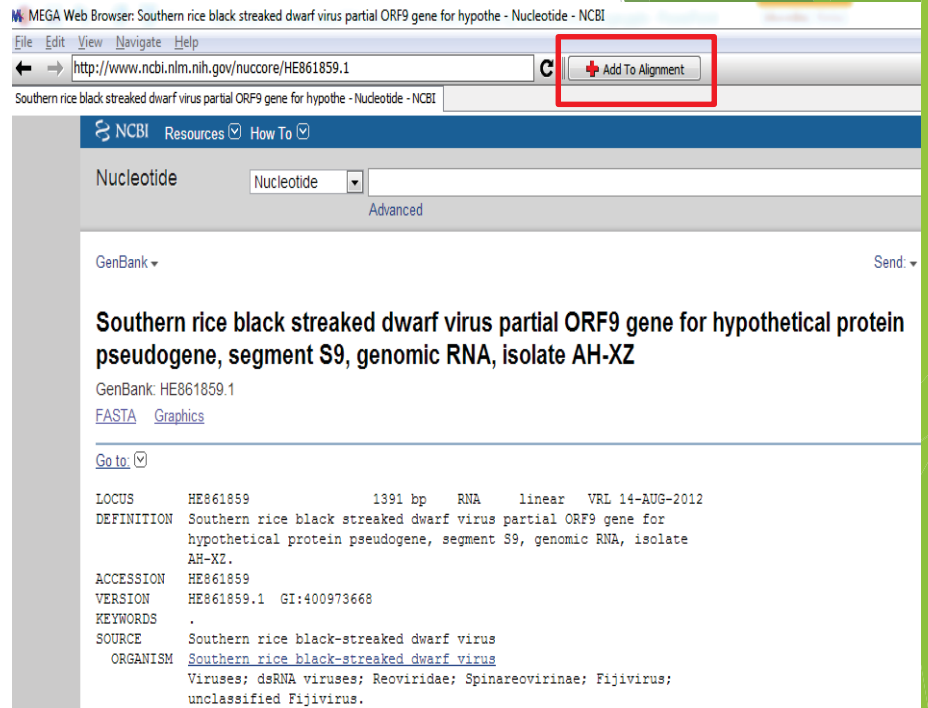 MEGA Web Browser: Southern rice black streaked dwarf virus partial ORF9 gene for hypothe - Nucleotide - NCBI
File Edit View Navigate Help
http://www.ncbi.nlm.nih.gov/nuccore/HE861859.1 Add To Alignment
Southern rice black streaked dwarf virus partial ORF9 gene for hypothe - Nucleotide - NCBI
NCBI Resources How To
Nucleotide Nucleotide
Advanced
GenBank Send:
Southern rice black streaked dwarf virus partial ORF9 gene for hypothetical protein
pseudogene, segment S9, genomic RNA, isolate AH-XZ
GenBank: HE861859.1
FASTA Graphics
Go to:
LOCUS HE861859 1391 bp RNA linear VRL 14-AUG-2012
DEFINITION Southern rice black streaked dwarf virus partial ORF9 gene for
hypothetical protein pseudogene, segment S9, genomic RNA, isolate
AH-XZ.
ACCESSION HE861859
VERSION HE861859.1 GI:400973668
KEYWORDS .
SOURCE Southern rice black-streaked dwarf virus
ORGANISM Southern rice black-streaked dwarf virus
Viruses; dsRNA viruses; Reoviridae; Spinareovirinae; Fijivirus;
unclassified Fijivirus.